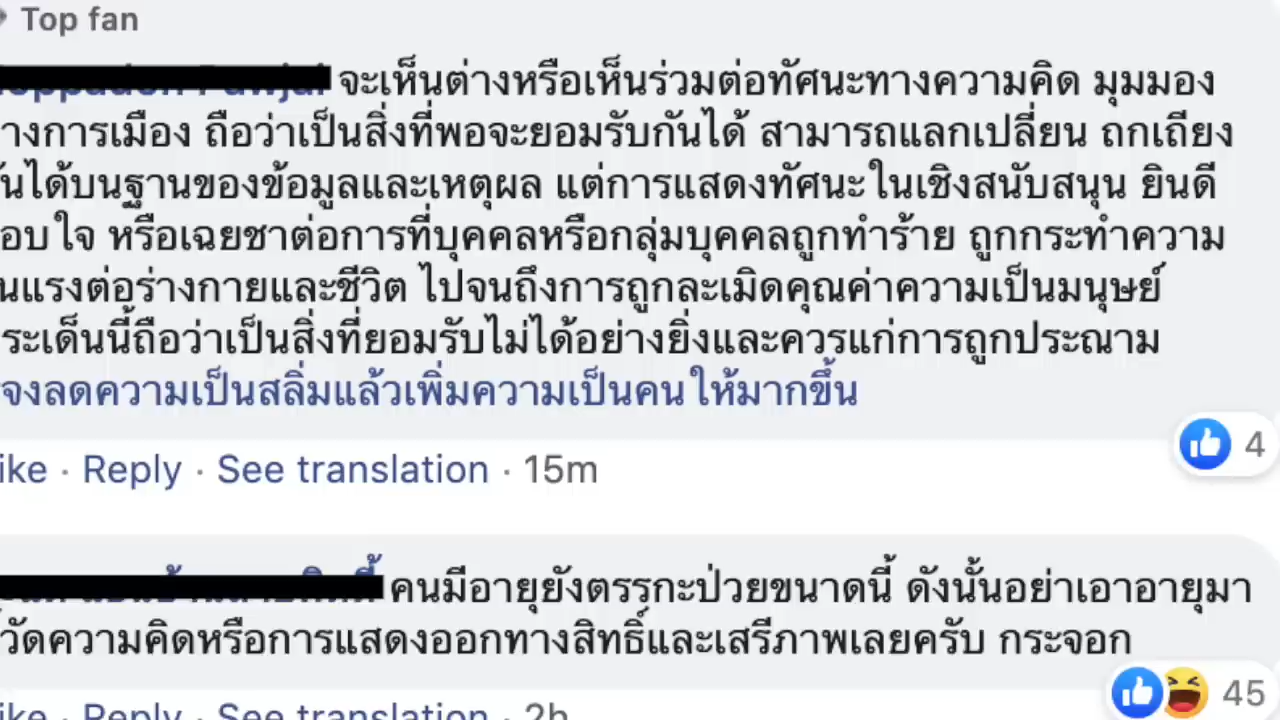 Top fan
จะเห็นต่างหรือเห็นร่วมต่อทัศนะทางความคิด มุมมอง
างการเมือง ถือว่าเป็นสิ่งที่พอจะยอมรับกันได้ สามารถแลกเปลี่ยน ถกเถียง
ันได้บนฐานของข้อมูลและเหตุผล แต่การแสดงทัศนะในเชิงสนับสนุน ยินดี
อบใจ หรือเฉยชาต่อการที่บุคคลหรือกลุ่มบุคคลถูกทำร้าย ถูกกระทำความ
นแรงต่อร่างกายและชีวิต ไปจนถึงการถูกละเมิดคุณค่าความเป็นมนุษย์
ระเด็นนี้ถือว่าเป็นสิ่งที่ยอมรับไม่ได้อย่างยิ่งและควรแก่การถูกประณาม
จงลดความเป็นสลิ่มแล้วเพิ่มความเป็นคนให้มากขึ้น
4
ike · Reply · See translation · 15m
คนมีอายุยังตรรกะป่วยขนาดนี้ ดังนั้นอย่าเอาอายุมา
วัดความคิดหรือการแสดงออกทางสิทธิ์และเสรีภาพเลยครับ กระจอก
45
ike · Reply · See translation · 2h